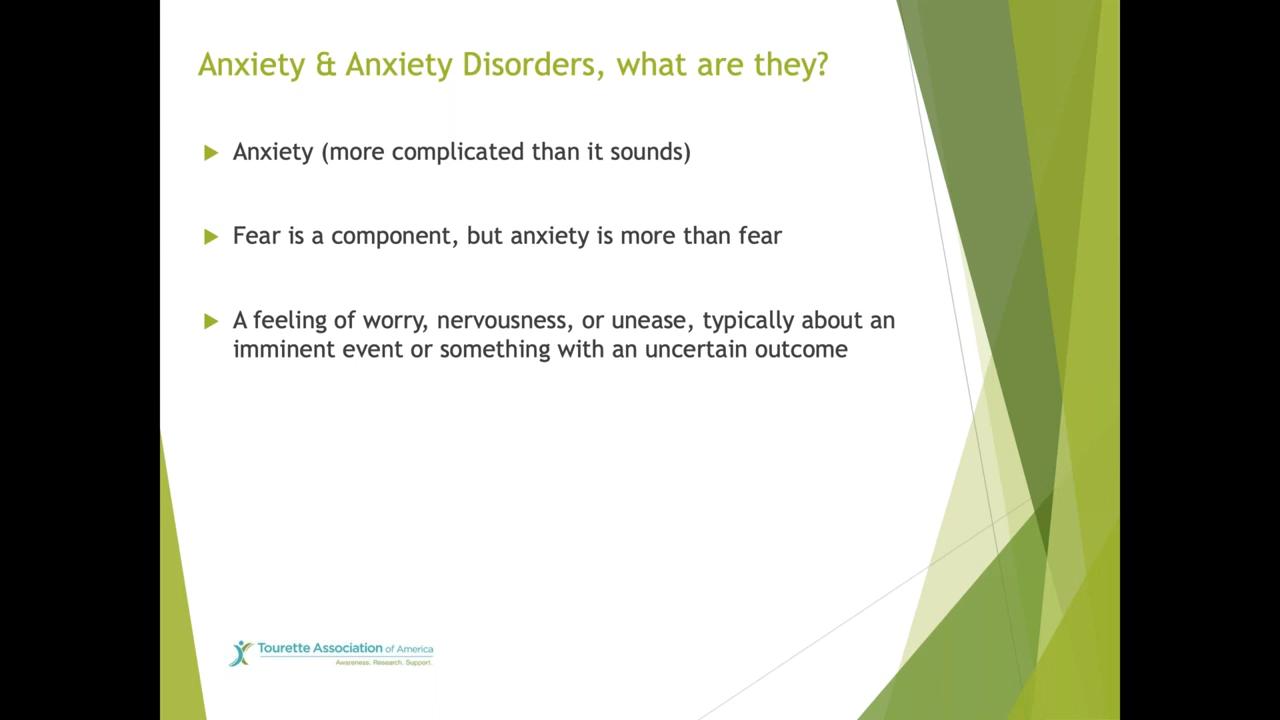 Anxiety & Anxiety Disorders, what are they?
Anxiety (more complicated than it sounds)
Fear is a component, but anxiety is more than fear
A feeling of worry, nervousness, or unease, typically about an
imminent event or something with an uncertain outcome
Tourette Association of America
Awareness. Research. Support.